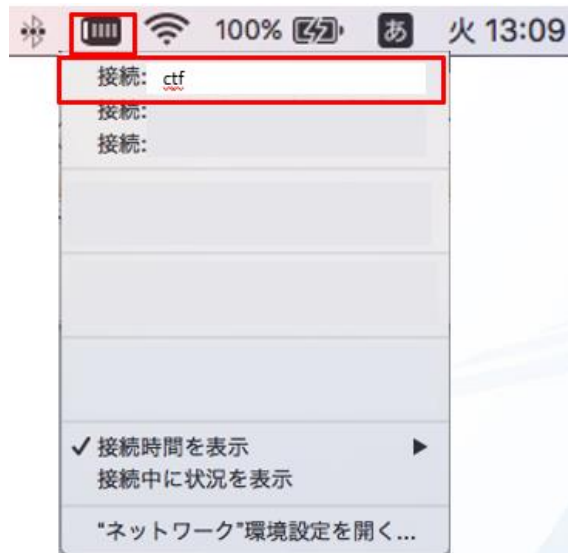 100% あ 火 13:09
接続: ctf
接続:
接続:
✓ 接続時間を表示 ▶
接続中に状況を表示
“ネットワーク”環境設定を開く...